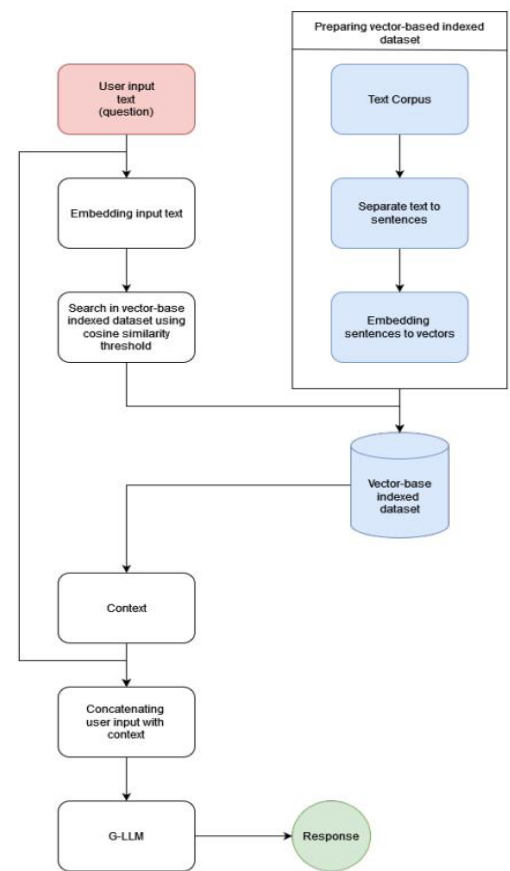 Preparing vector-based indexed
dataset
User input
text
(question)
Text Corpus
Embedding input text
Separate text to
sentences
Search in vector-base
indexed dataset using
cosine similarity
threshold
Embedding
sentences to vectors
Vector-base
indexed
dataset
Context
Concatenating
user input with
context
G-LLM
Response